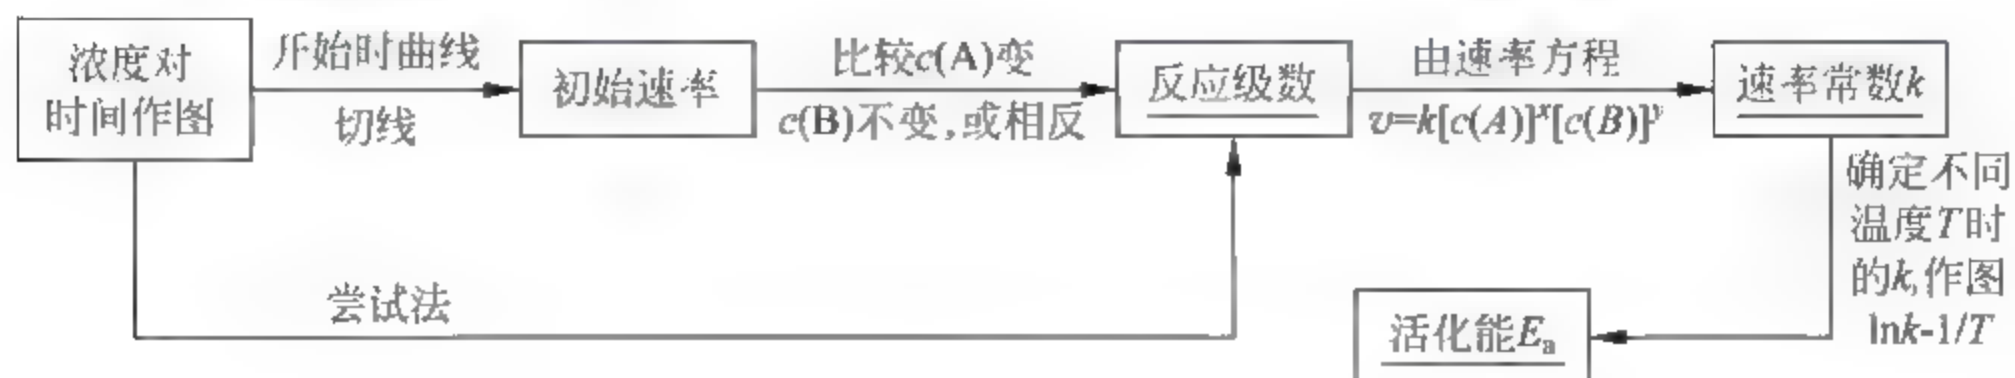 浓度对
时间作图
开始时曲线
切线
初始速率
比较c(A)变
c(B)不变,或相反
反应级数
由速率方程
v=k[c(A)]ˣ[c(B)]ʸ
速率常数k
确定不同
温度T时
的k,作图
lnk-1/T
尝试法
活化能Eₐ